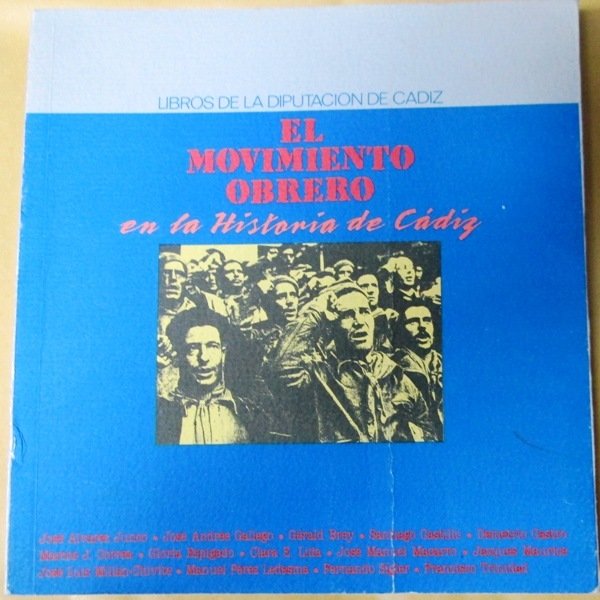 LIBROS DE LA DIPUTACION DE CADIZ
EL
MOVIMIENTO
OBRERO
en la Historia de Cádiz
José Alvarez Junco • José Andrés Gallego • Gérald Brey • Santiago Castillo • Demetrio Castro
J. Correa • Gloria Espigado • Clara E. Lida • José Manuel Macarro • Jacques Maurice
José Luis Millán-Chivite • Manuel Pérez Ledesma • Fernando Sigler • Francisco Trinidad